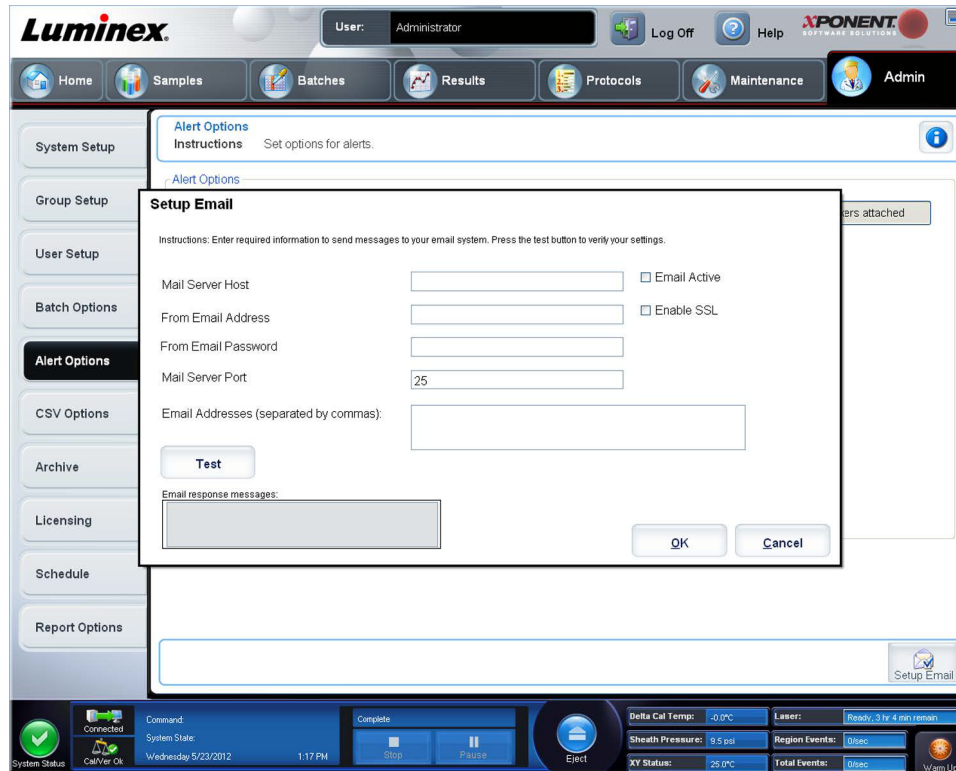 Luminex.
User: Administrator
Log Off
Help
XPONENT
SOFTWARE SOLUTIONS
Home
Samples
Batches
Results
Protocols
Maintenance
Admin
System Setup
Group Setup
User Setup
Batch Options
Alert Options
CSV Options
Archive
Licensing
Schedule
Report Options
Alert Options
Instructions Set options for alerts.
Alert Options
attached
Setup Email
Instructions: Enter required information to send messages to your email system. Press the test button to verify your settings.
Mail Server Host
Email Active
From Email Address
Enable SSL
From Email Password
Mail Server Port 25
Email Addresses (separated by commas):
Test
Email response messages:
OK
Cancel
Setup Email
System Status
Connected
Cal/Ver Ok
Command:
System State:
Wednesday 5/23/2012 1:17 PM
Complete
Stop
Pause
Eject
Delta Cal Temp: -0.0°C
Sheath Pressure: 9.5 psi
XY Status: 25.0°C
Laser: Ready, 3 hr 4 min remain
Region Events: 0/sec
Total Events: 0/sec
Warm Up